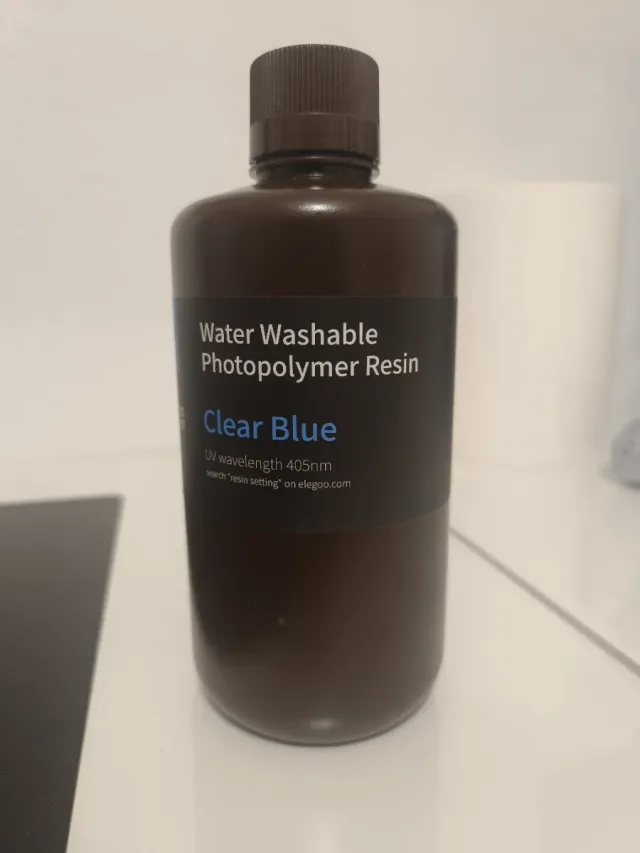 Water Washable
Photopolymer Resin
Clear Blue
UV wavelength 405nm
search "resin setting" on elegoo.com